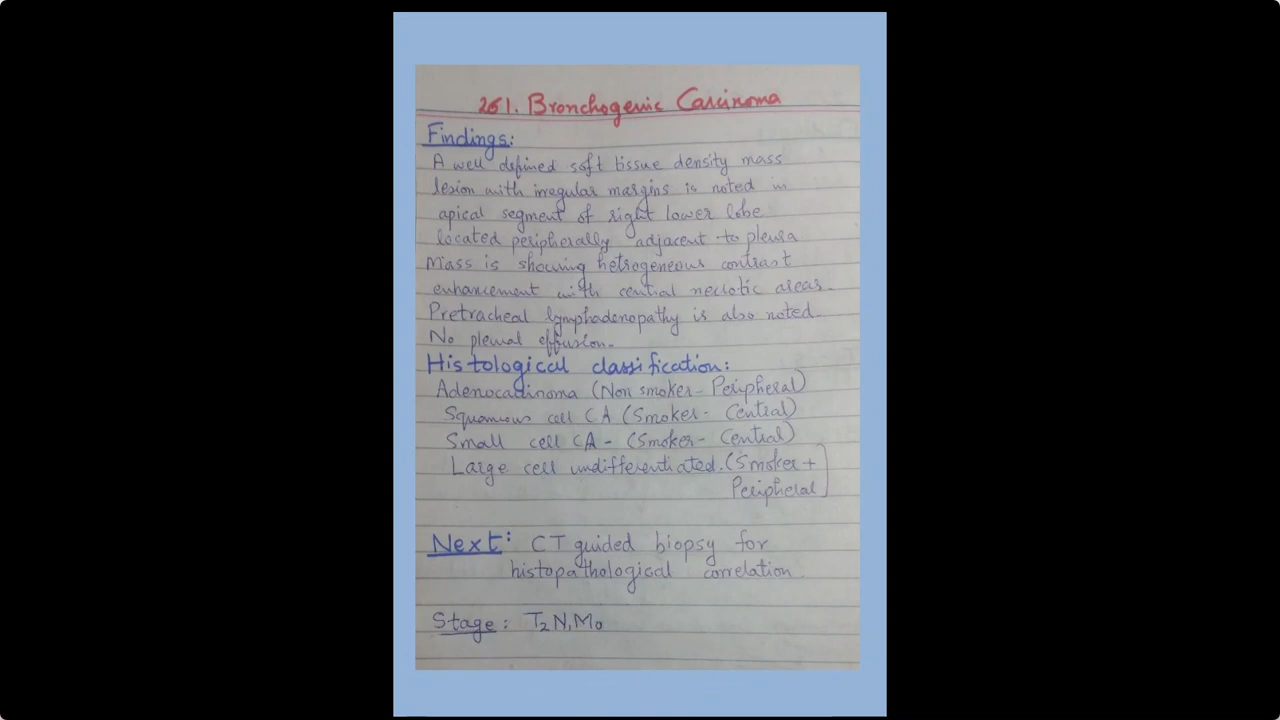 261. Bronchogenic Carcinoma
Findings:
A well defined soft tissue density mass
lesion with irregular margins is noted in
apical segment of right lower lobe
located peripherally adjacent to pleura
Mass is showing hetrogeneous contrast
enhancement with central necrotic areas.
Pretracheal lymphadenopathy is also noted
No pleural effusion.
Histological classification:
Adenocarcinoma (Non smoker - Peripheral)
Squamous cell CA (Smoker - Central)
Small cell CA - (Smoker - Central)
Large cell undifferentiated. (Smoker +
Peripheral)
Next: CT guided biopsy for
histopathological correlation.
Stage: T2N1M0